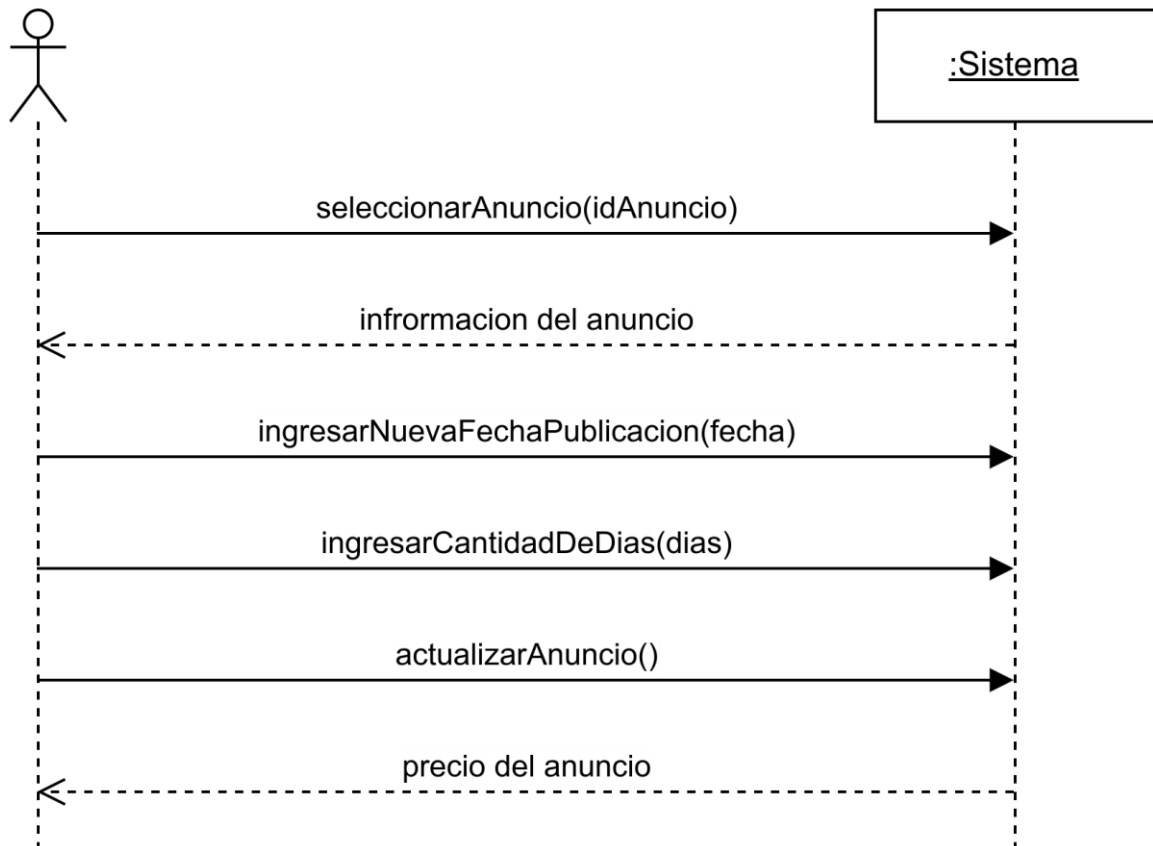 :Sistema
seleccionarAnuncio(idAnuncio)
infrormacion del anuncio
ingresarNuevaFechaPublicacion(fecha)
ingresarCantidadDeDias(dias)
actualizarAnuncio()
precio del anuncio